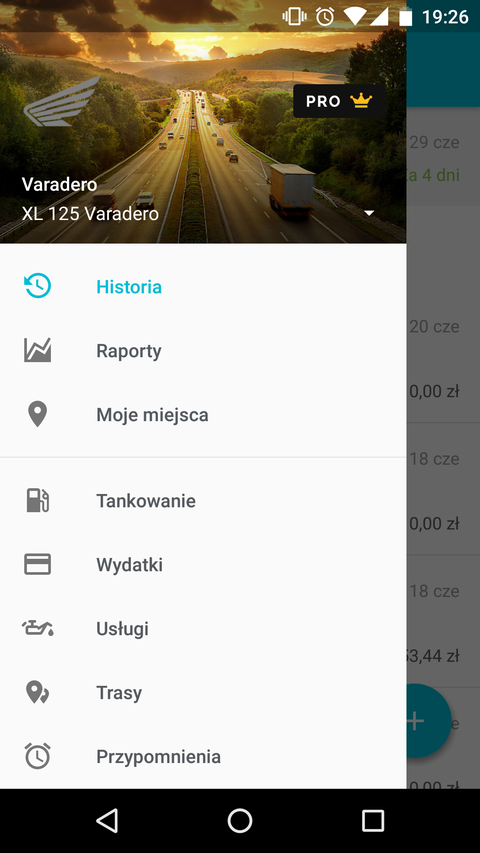 19:26
PRO
Varadero
XL 125 Varadero
29 cze
a 4 dni
Historia
20 cze
Raporty
0,00 zł
Moje miejsca
18 cze
Tankowanie
0,00 zł
Wydatki
18 cze
Usługi
53,44 zł
Trasy
Przypomnienia
0,00 zł